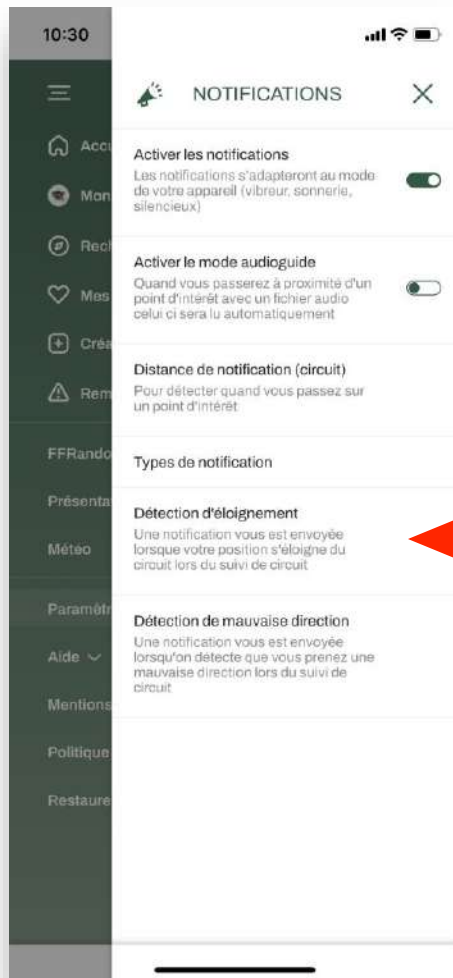 10:30
NOTIFICATIONS
Accu
Mon
Rech
Mes
Créa
Rem
FFRando
Présenta
Météo
Paramètr
Aide
Mentions
Politique
Restaure
Activer les notifications
Les notifications s'adapteront au mode
de votre appareil (vibreur, sonnerie,
silencieux)
Activer le mode audioguide
Quand vous passerez à proximité d'un
point d'intérêt avec un fichier audio
celui ci sera lu automatiquement
Distance de notification (circuit)
Pour détecter quand vous passez sur
un point d'intérêt
Types de notification
Détection d'éloignement
Une notification vous est envoyée
lorsque votre position s'éloigne du
circuit lors du suivi de circuit
Détection de mauvaise direction
Une notification vous est envoyée
lorsqu'on détecte que vous prenez une
mauvaise direction lors du suivi de
circuit